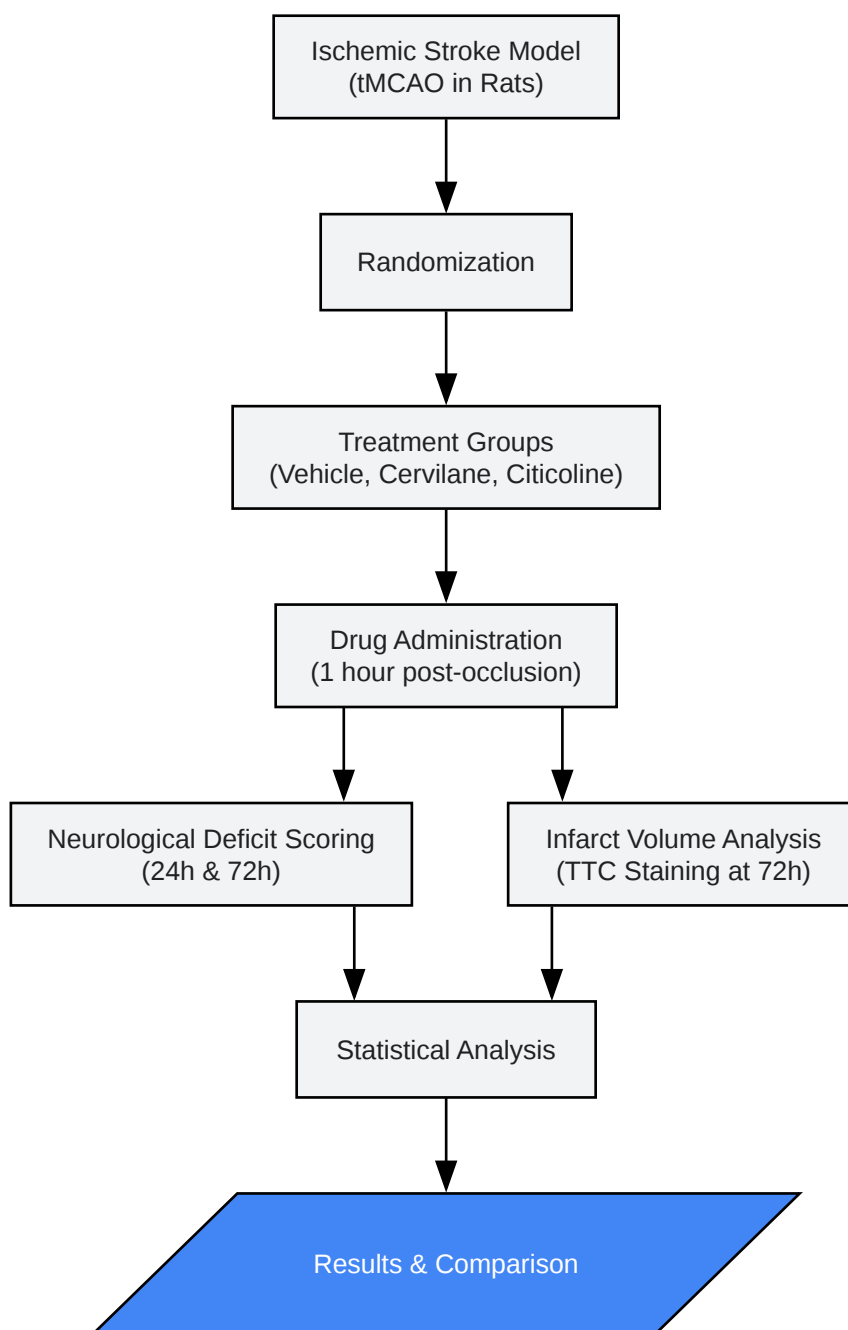 Ischemic Stroke Model
(tMCAO in Rats)
Randomization
Treatment Groups
(Vehicle, Cervilane, Citicoline)
Drug Administration
(1 hour post-occlusion)
Neurological Deficit Scoring
(24h & 72h)
Infarct Volume Analysis
(TTC Staining at 72h)
Statistical Analysis
Results & Comparison